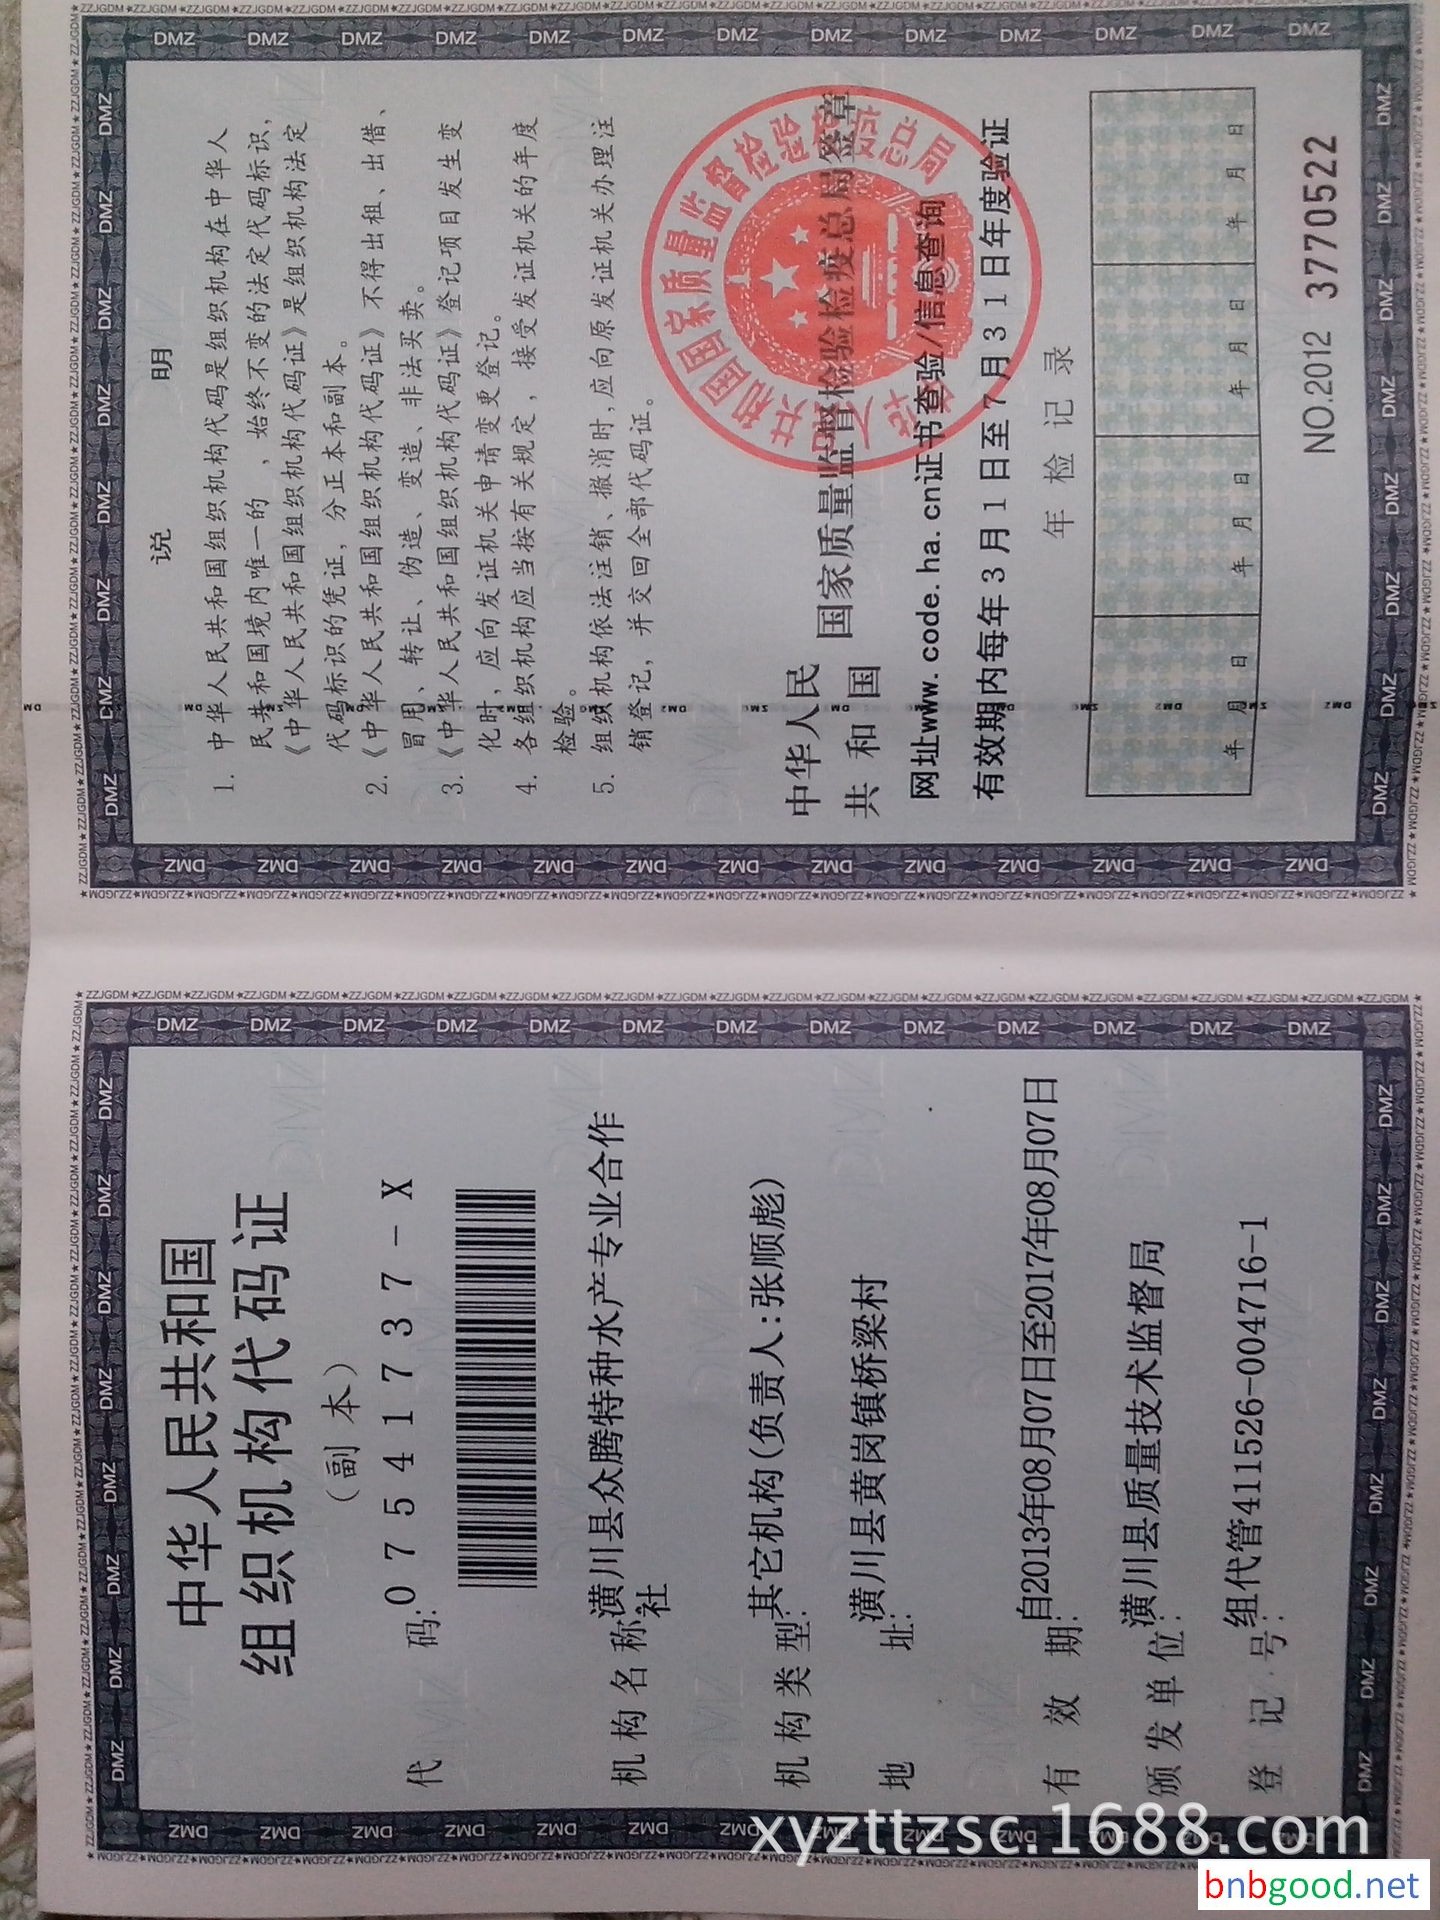 中华人民共和国
组织机构代码证
（副本）
代 码: 07541737-X
机构名称: 潢川县众腾特种水产专业合作
社
机构类型: 其它机构(负责人:张顺彪)
地 址: 潢川县黄岗镇桥梁村
有 效 期: 自2013年08月07日至2017年08月07日
颁发单位: 潢川县质量技术监督局
登 记 号: 组代管411526-004716-1
说 明
1. 中华人民共和国组织机构代码是组织机构在中华人
民共和国境内唯一的、始终不变的法定代码标识，
《中华人民共和国组织机构代码证》是组织机构法定
代码标识的凭证，分正本和副本。
2.《中华人民共和国组织机构代码证》不得出租、出借、
冒用、转让、伪造、变造、非法买卖。
3.《中华人民共和国组织机构代码证》登记项目发生变
化时，应向发证机关申请变更登记。
4. 各组织机构应当按有关规定，接受发证机关的年度
检验。
5. 组织机构依法注销、撤消时，应向原发证机关办理注
销登记，并交回全部代码证。
中华人民
共和国 国家质量监督检验检疫总局签章
网址www.code.ha.cn证书查验/信息查询
有效期内每年3月1日至7月31日年度验证
年 检 记 录
年 月 日 年 月 日 年 月 日 年 月 日
NO.2012 3770522
xyzttzsc.1688.com
bnbgood.net